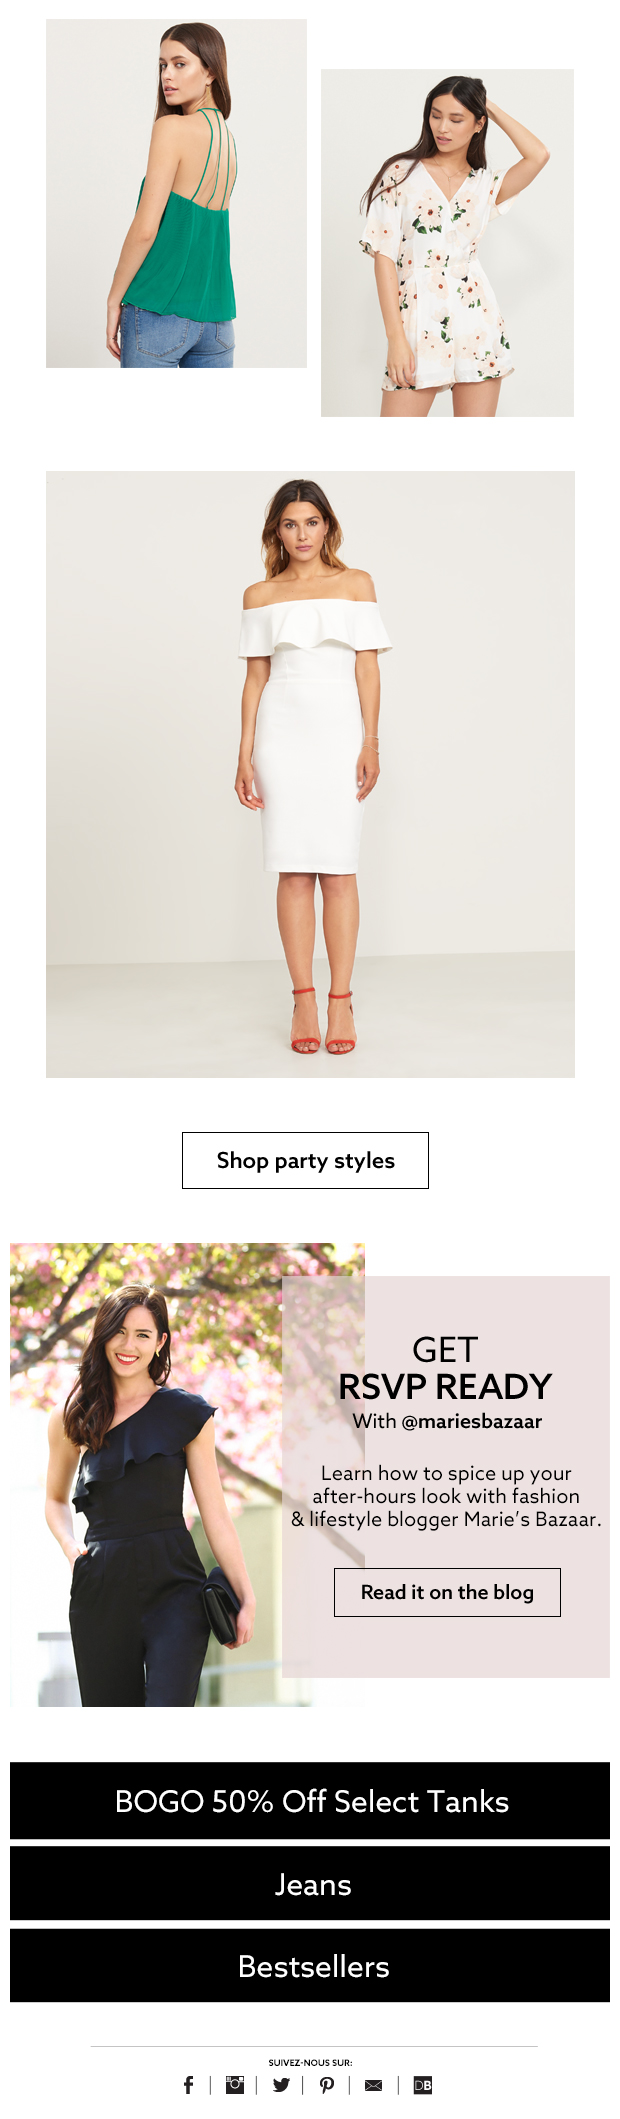 Shop party styles
GET
RSVP READY
With @mariesbazaar
Learn how to spice up your
after-hours look with fashion
& lifestyle blogger Marie's Bazaar.
Read it on the blog
BOGO 50% Off Select Tanks
Jeans
Bestsellers
SUIVEZ-NOUS SUR:
DB